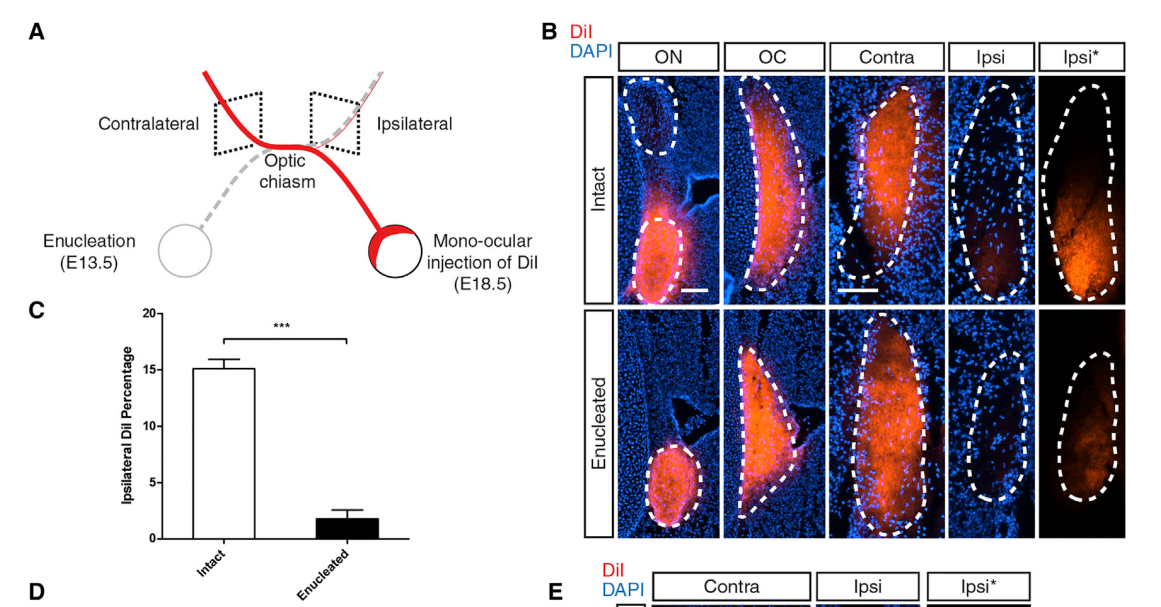 A
Contralateral
Ipsilateral
Optic
chiasm
Enucleation
(E13.5)
Mono-ocular
injection of DiI
(E18.5)
B
DiI
DAPI
ON
OC
Contra
Ipsi
Ipsi*
Intact
Enucleated
C
Ipsilateral DiI Percentage
20
15
10
5
0
***
Intact
Enucleated
D
E
DiI
DAPI
Contra
Ipsi
Ipsi*